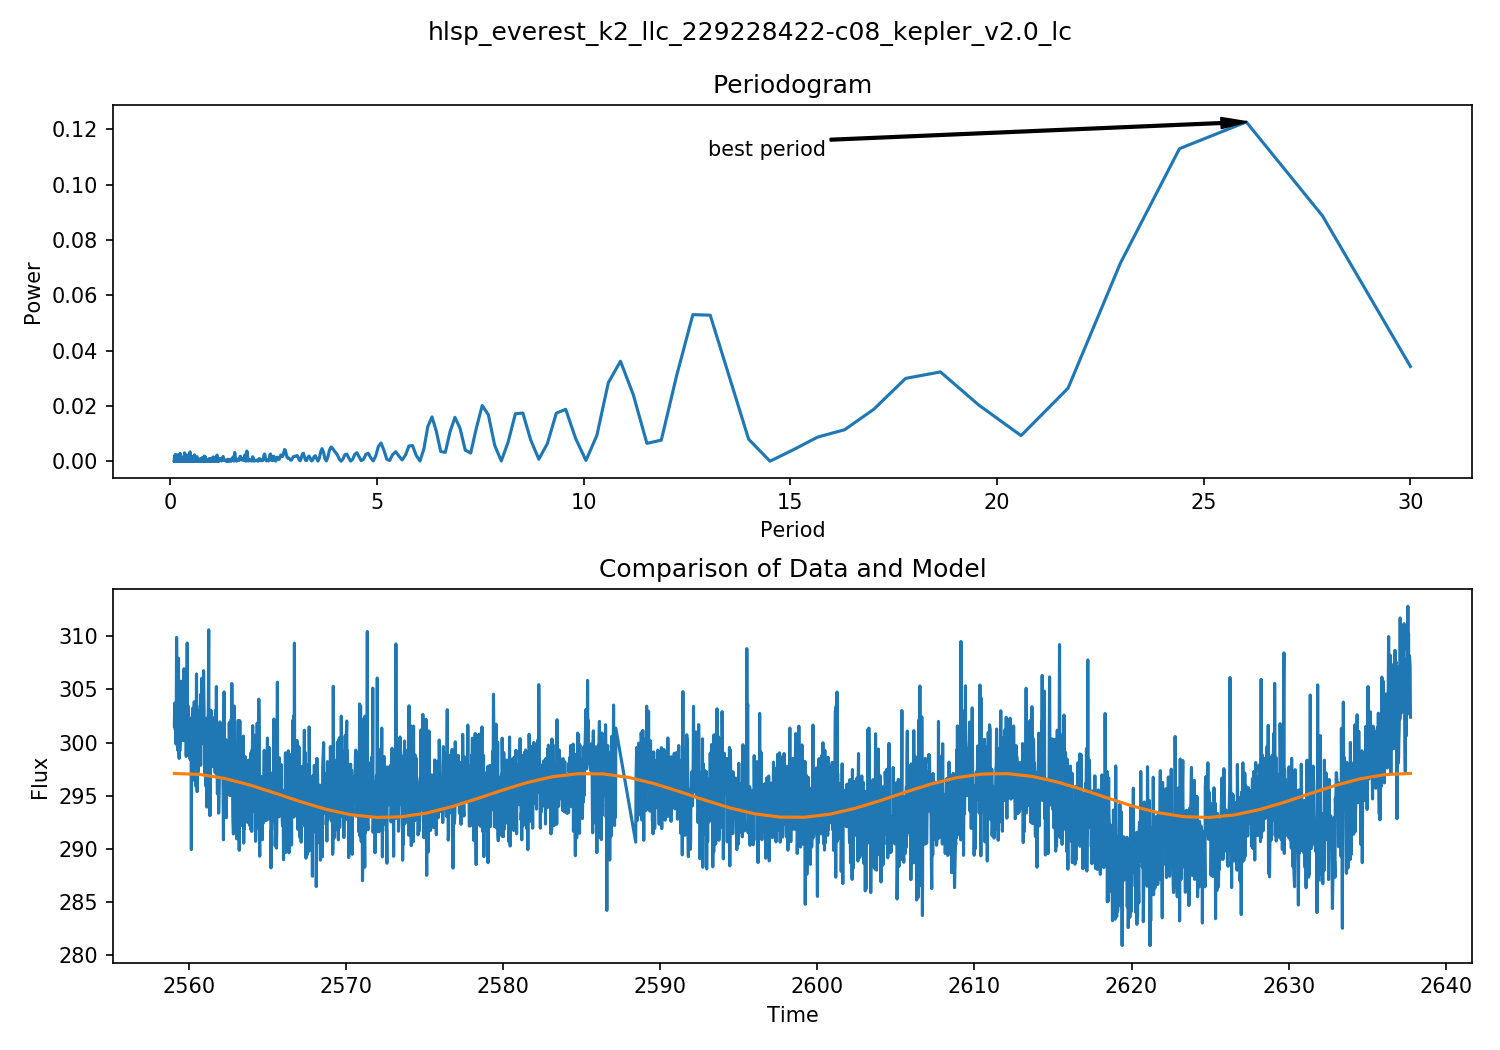 hlsp_everest_k2_llc_229228422-c08_kepler_v2.0_lc
Periodogram
0.12
0.10
0.08
0.06
0.04
0.02
0.00
Power
best period
0 5 10 15 20 25 30
Period
Comparison of Data and Model
310
305
300
295
290
285
280
Flux
2560 2570 2580 2590 2600 2610 2620 2630 2640
Time